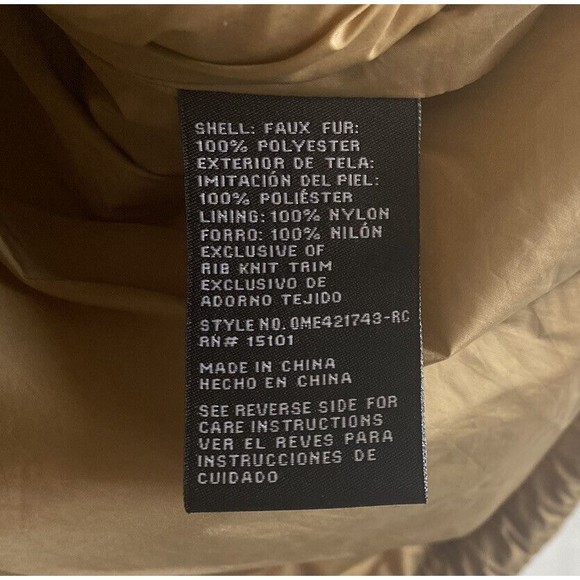 SHELL: FAUX FUR:
100% POLYESTER
EXTERIOR DE TELA:
IMITACIÓN DEL PIEL:
100% POLIÉSTER
LINING: 100% NYLON
FORRO: 100% NILÓN
EXCLUSIVE OF
RIB KNIT TRIM
EXCLUSIVO DE
ADORNO TEJIDO
STYLE NO. OME421743-RC
RN# 15101
MADE IN CHINA
HECHO EN CHINA
SEE REVERSE SIDE FOR
CARE INSTRUCTIONS
VER EL REVES PARA
INSTRUCCIONES DE
CUIDADO